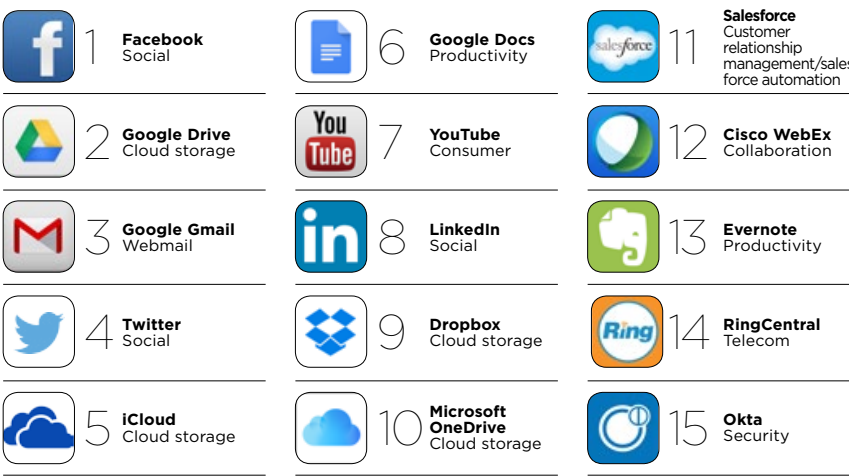 1 Facebook
Social
2 Google Drive
Cloud storage
3 Google Gmail
Webmail
4 Twitter
Social
5 iCloud
Cloud storage
6 Google Docs
Productivity
You
Tube
7 YouTube
Consumer
in
8 LinkedIn
Social
9 Dropbox
Cloud storage
10 Microsoft
OneDrive
Cloud storage
salesforce
11 Salesforce
Customer
relationship
management/sales
force automation
12 Cisco WebEx
Collaboration
13 Evernote
Productivity
Ring
14 RingCentral
Telecom
15 Okta
Security